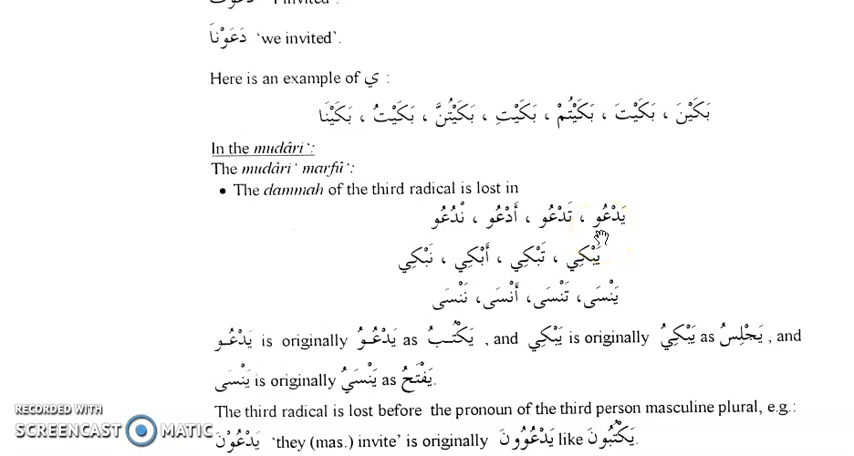 دَعَوْنَا 'we invited'.
Here is an example of ي :
بَكَيْنَ ، بَكَيْتَ ، بَكَيْتُمْ ، بَكَيْتِ ، بَكَيْتُنَّ ، بَكَيْتُ ، بَكَيْنَا
In the mudâri':
The mudâri' marfû':
• The dammah of the third radical is lost in
يَدْعُو ، تَدْعُو ، أَدْعُو ، نَدْعُو
يَبْكِي ، تَبْكِي ، أَبْكِي ، نَبْكِي
يَنْسَى، تَنْسَى، أَنْسَى، نَنْسَى
يَدْعُـو is originally يَدْعُـوُ as يَكْتُـبُ , and يَبْكِي is originally يَبْكِيُ as يَجْلِسُ , and
يَنْسَى is originally يَنْسَيُ as يَفْتَحُ.
The third radical is lost before the pronoun of the third person masculine plural, e.g.:
يَدْعُوْنَ 'they (mas.) invite' is originally يَدْعُوُونَ like يَكْتُبُونَ.
RECORDED WITH
SCREENCAST MATIC